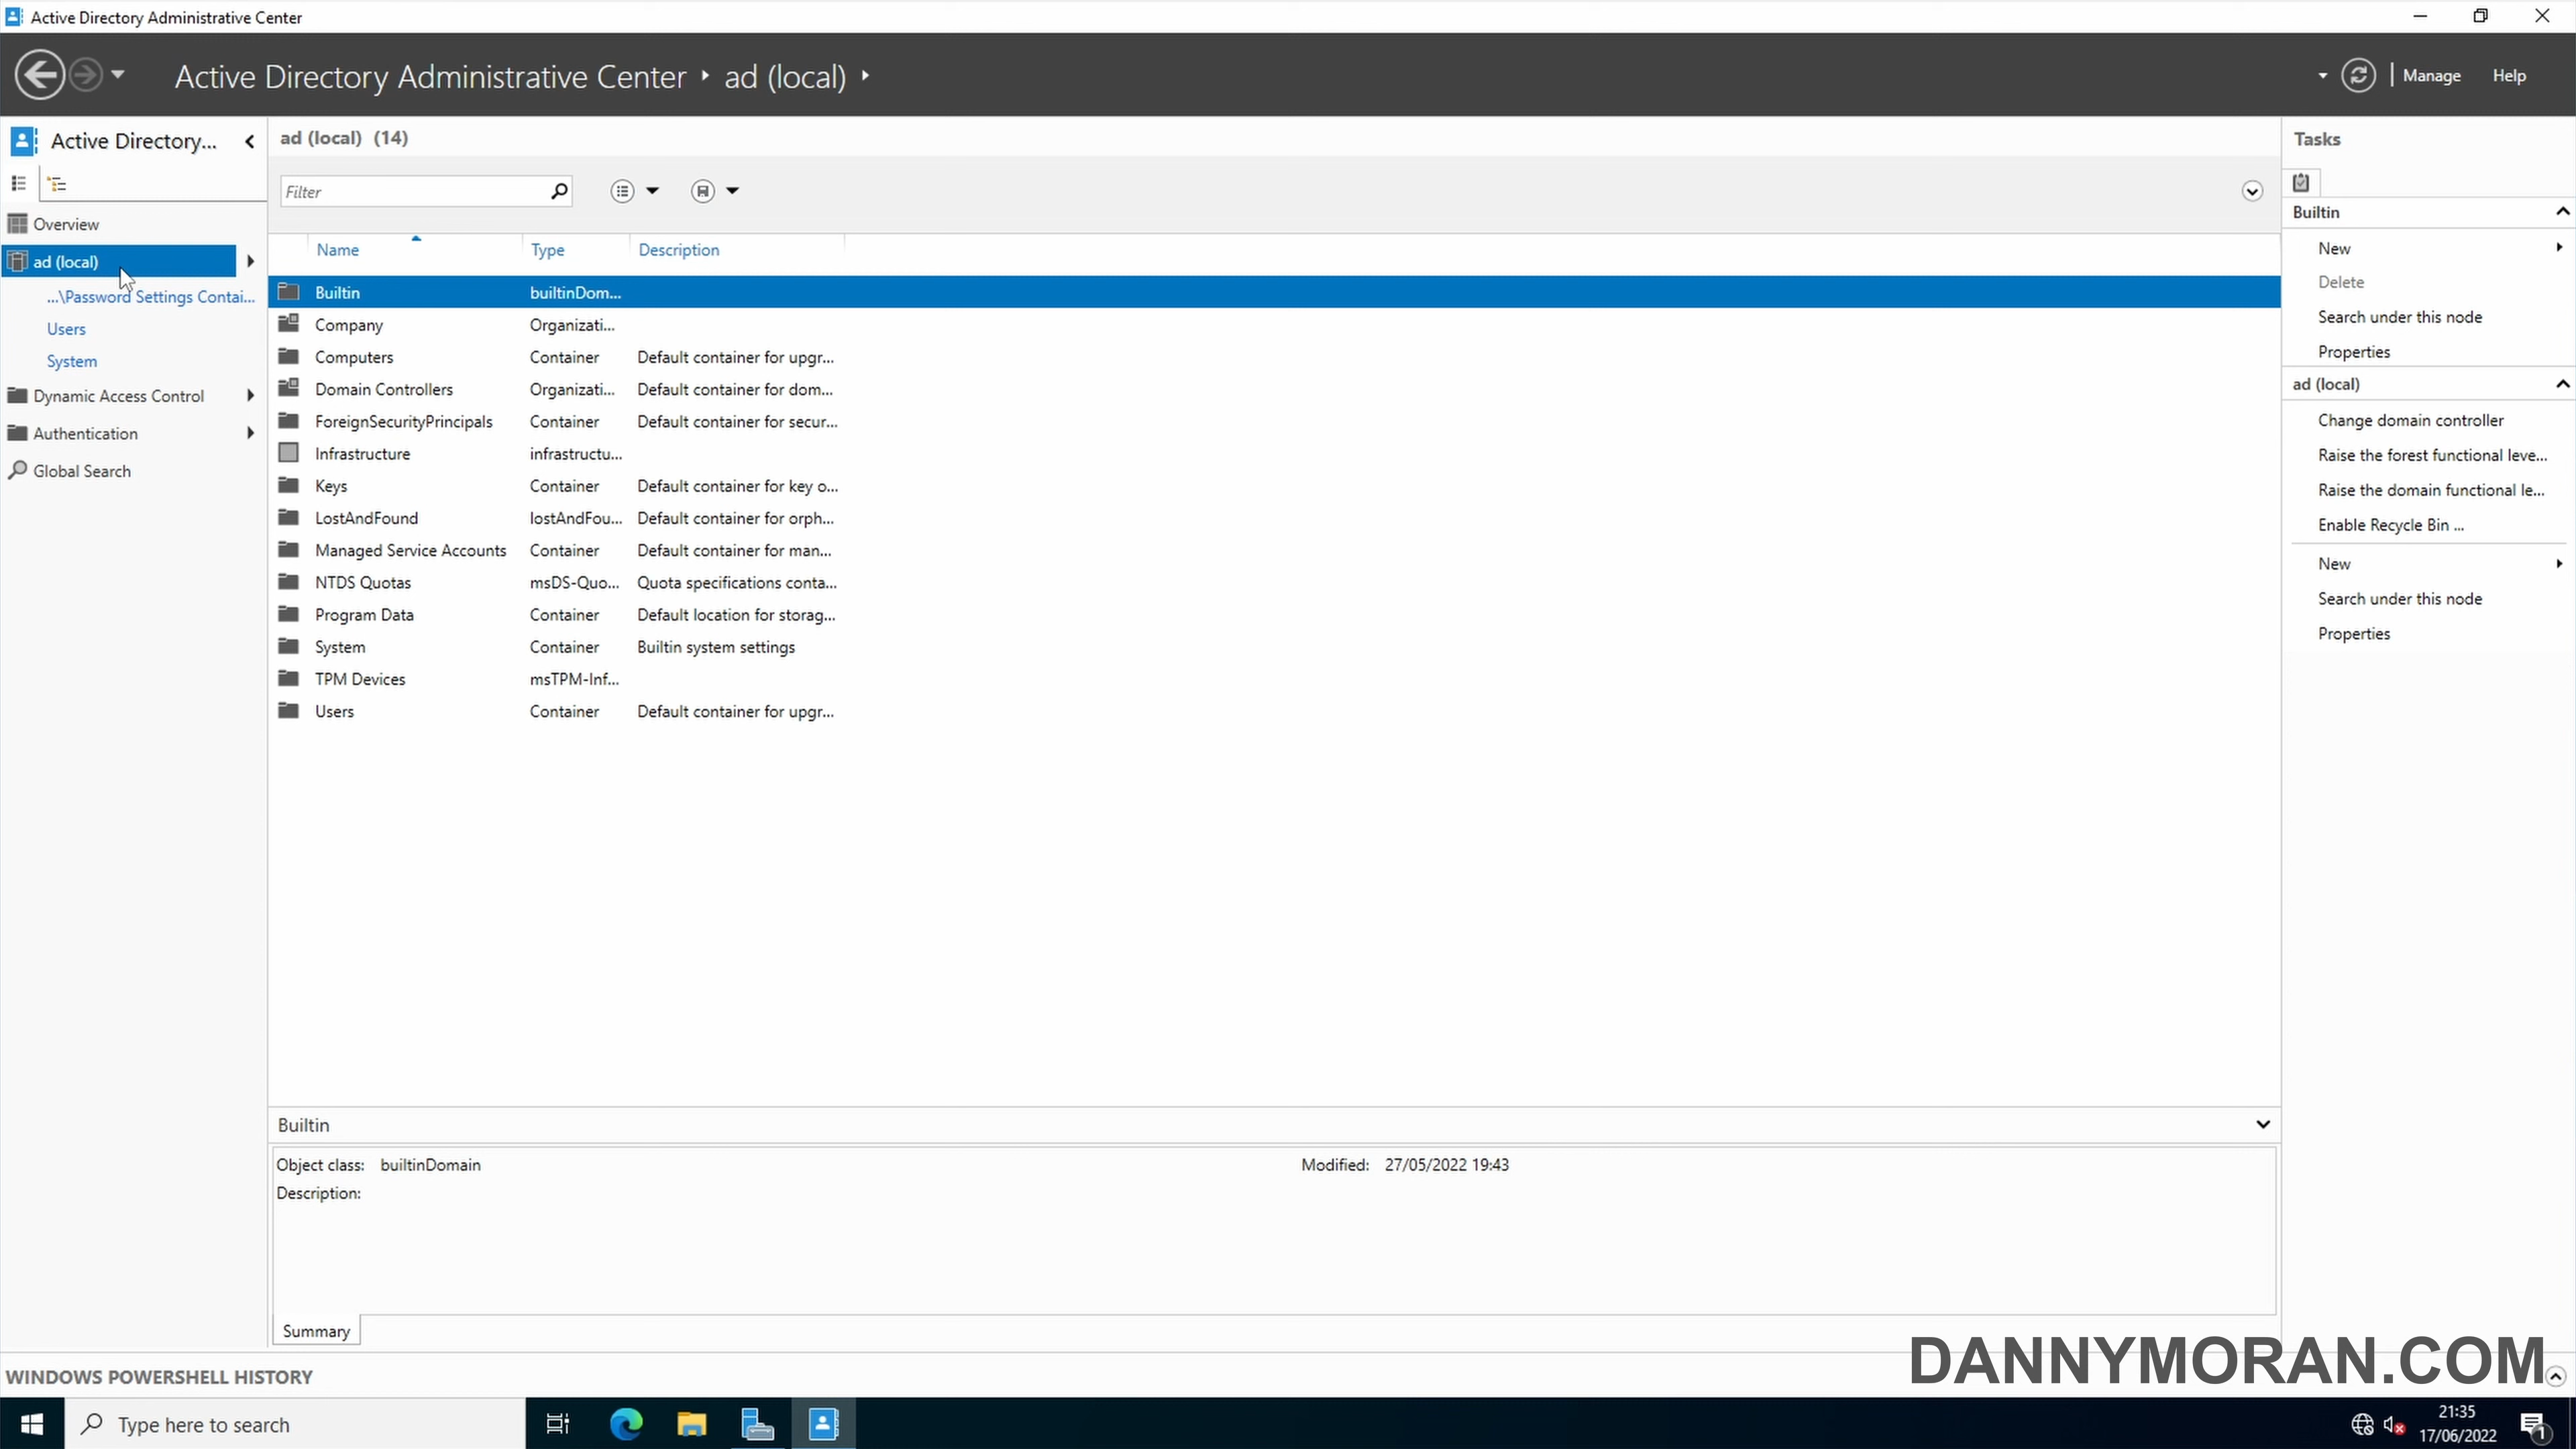 Active Directory Administrative Center
Active Directory Administrative Center ad (local)
Manage Help
Active Directory...
Overview
ad (local)
...\Password Settings Contai...
Users
System
Dynamic Access Control
Authentication
Global Search
ad (local) (14)
Filter
Name Type Description
Builtin builtinDom...
Company Organizati...
Computers Container Default container for upgr...
Domain Controllers Organizati... Default container for dom...
ForeignSecurityPrincipals Container Default container for secur...
Infrastructure infrastructu...
Keys Container Default container for key o...
LostAndFound lostAndFou... Default container for orph...
Managed Service Accounts Container Default container for man...
NTDS Quotas msDS-Quo... Quota specifications conta...
Program Data Container Default location for storag...
System Container Builtin system settings
TPM Devices msTPM-Inf...
Users Container Default container for upgr...
Builtin
Object class: builtinDomain Modified: 27/05/2022 19:43
Description:
Summary
Tasks
Builtin
New
Delete
Search under this node
Properties
ad (local)
Change domain controller
Raise the forest functional leve...
Raise the domain functional le...
Enable Recycle Bin ...
New
Search under this node
Properties
WINDOWS POWERSHELL HISTORY
DANNYMORAN.COM
Type here to search
21:35
17/06/2022
1